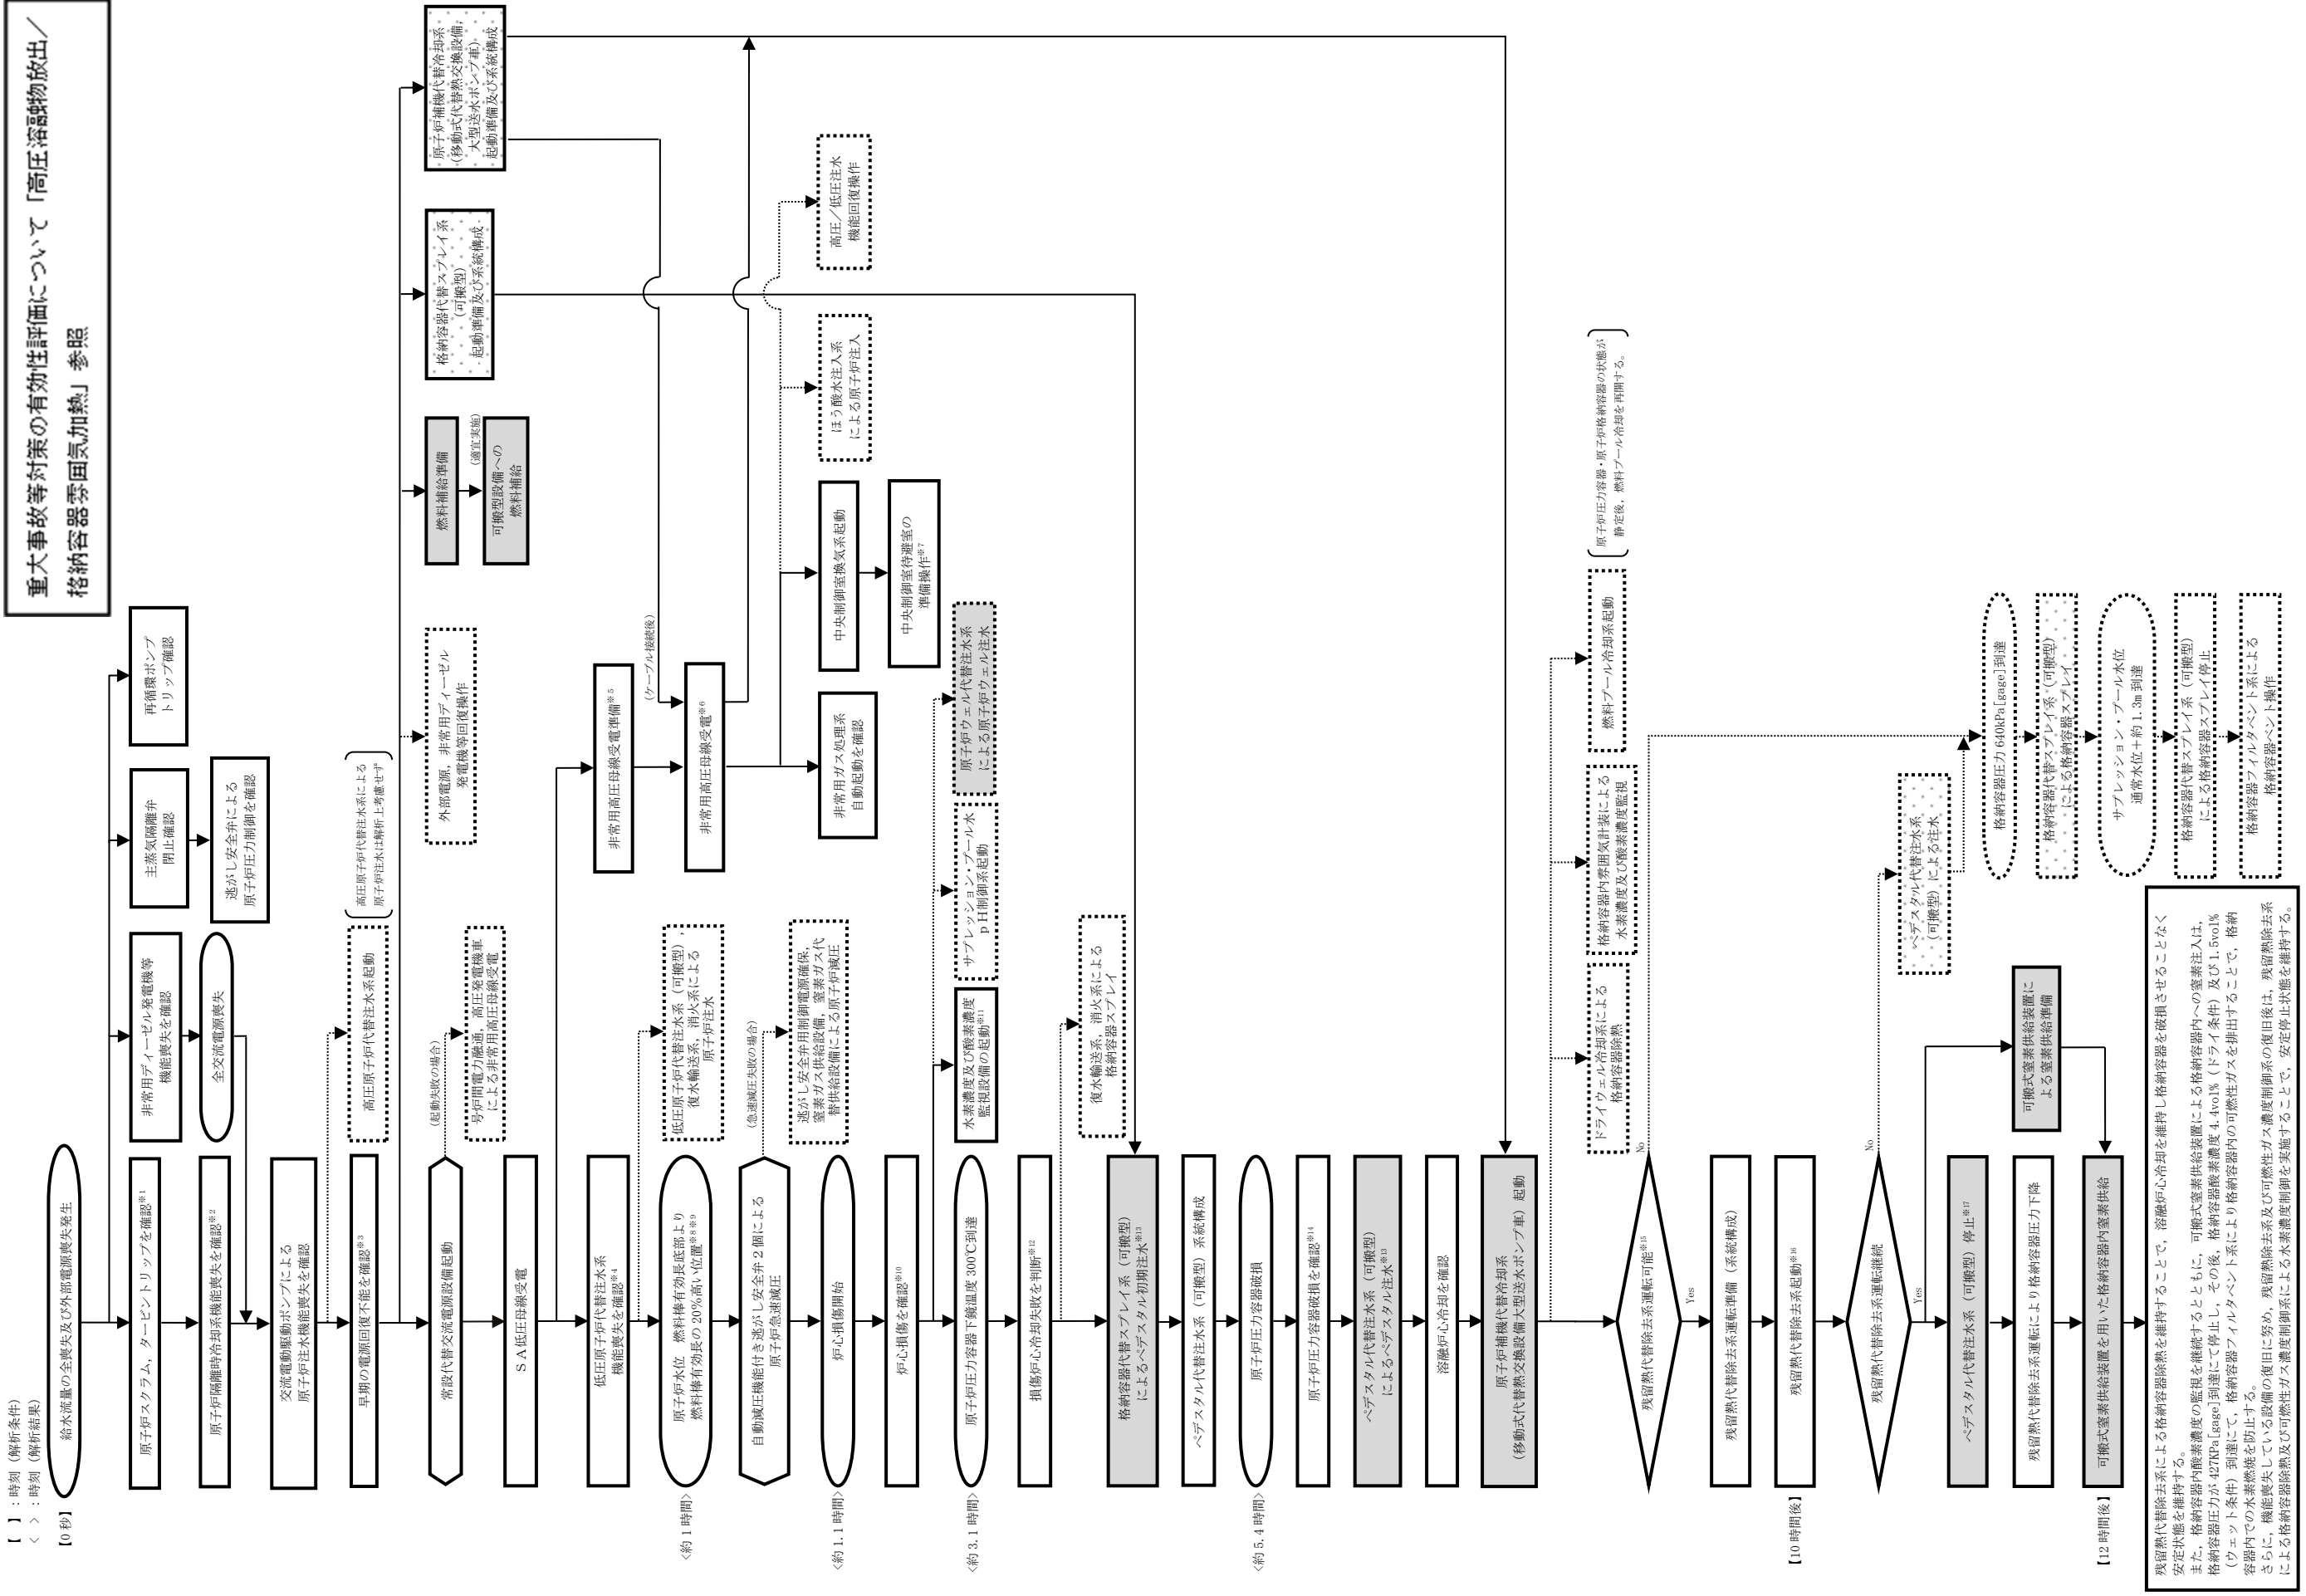 重大事故等対策の有効性評価について「高圧溶融物放出／
格納容器雰囲気加熱」参照
【　】：時刻（解析条件）
＜　＞：時刻（解析結果）
【0秒】
給水流量の全喪失及び外部電源喪失発生
原子炉スクラム，タービントリップを確認※1
非常用ディーゼル発電機等
機能喪失を確認
主蒸気隔離弁
閉止確認
再循環ポンプ
トリップ確認
原子炉隔離時冷却系機能喪失を確認※2
全交流電源喪失
逃がし安全弁による
原子炉圧力制御を確認
交流電動駆動ポンプによる
原子炉注水機能喪失を確認
早期の電源回復不能を確認※3
高圧原子炉代替注水系起動
高圧原子炉代替注水系による
原子炉注水は解析上考慮せず
常設代替交流電源設備起動
（起動失敗の場合）
号炉間電力融通，高圧発電機車
による非常用高圧母線受電
外部電源，非常用ディーゼル
発電機等回復操作
燃料補給準備
（適宜実施）
可搬型設備への
燃料補給
格納容器代替スプレイ系
（可搬型）
起動準備及び系統構成
原子炉補機代替冷却系
（移動式代替熱交換設備，
大型送水ポンプ車）
起動準備及び系統構成
ＳＡ低圧母線受電
低圧原子炉代替注水系
機能喪失を確認※4
非常用高圧母線受電準備※5
（ケーブル接続後）
非常用高圧母線受電※6
＜約1時間＞
原子炉水位　燃料棒有効長底部より
燃料棒有効長の20%高い位置※8※9
低圧原子炉代替注水系（可搬型），
復水輸送系，消火系による
原子炉注水
自動減圧機能付き逃がし安全弁２個による
原子炉急速減圧
（急速減圧失敗の場合）
逃がし安全弁用制御電源確保，
窒素ガス供給設備，窒素ガス代
替供給設備による原子炉減圧
非常用ガス処理系
自動起動を確認
中央制御室換気系起動
中央制御室待避室の
準備操作※7
ほう酸水注入系
による原子炉注入
高圧／低圧注水
機能回復操作
＜約1.1時間＞
炉心損傷開始
炉心損傷を確認※10
＜約3.1時間＞
原子炉圧力容器下鏡温度300℃到達
水素濃度及び酸素濃度
監視設備の起動※11
サプレッション・プール水
ｐＨ制御系起動
原子炉ウェル代替注水系
による原子炉ウェル注水
損傷炉心冷却失敗を判断※12
復水輸送系，消火系による
格納容器スプレイ
格納容器代替スプレイ系（可搬型）
によるペデスタル初期注水※13
ペデスタル代替注水系（可搬型）系統構成
＜約5.4時間＞
原子炉圧力容器破損
原子炉圧力容器破損を確認※14
ペデスタル代替注水系（可搬型）
によるペデスタル注水※13
溶融炉心冷却を確認
原子炉補機代替冷却系
（移動式代替熱交換設備大型送水ポンプ車）起動
ドライウェル冷却系による
格納容器除熱
格納容器内雰囲気計装による
水素濃度及び酸素濃度監視
燃料プール冷却系起動
原子炉圧力容器・原子炉格納容器の状態が
静定後，燃料プール冷却を再開する。
残留熱代替除去系運転可能※15
No
Yes
残留熱代替除去系運転準備（系統構成）
【10時間後】
残留熱代替除去系起動※16
残留熱代替除去系運転継続
No
Yes
ペデスタル代替注水系
（可搬型）による注水
ペデスタル代替注水系（可搬型）停止※17
残留熱代替除去系運転により格納容器圧力下降
可搬式窒素供給装置に
よる窒素供給準備
【12時間後】
可搬式窒素供給装置を用いた格納容器内窒素供給
格納容器圧力640kPa[gage]到達
格納容器代替スプレイ系（可搬型）
による格納容器スプレイ
サプレッション・プール水位
通常水位＋約1.3m到達
格納容器代替スプレイ系（可搬型）
による格納容器スプレイ停止
格納容器フィルタベント系による
格納容器ベント操作
残留熱代替除去系による格納容器除熱を維持することで，溶融炉心冷却を維持し格納容器を破損させることなく
安定状態を維持する。
また，格納容器内酸素濃度の監視を継続するとともに，可搬式窒素供給装置による格納容器内への窒素注入は，
格納容器圧力が427kPa[gage]到達にて停止し，その後，格納容器酸素濃度4.4vol%（ドライ条件）及び1.5vol%
（ウェット条件）到達にて，格納容器フィルタベント系により格納容器内の可燃性ガスを排出することで，格納
容器内での水素燃焼を防止する。
さらに，機能喪失している設備の復旧に努め，残留熱除去系及び可燃性ガス濃度制御系の復旧後は，残留熱除去系
による格納容器除熱及び可燃性ガス濃度制御系による水素濃度制御を実施することで，安定停止状態を維持する。